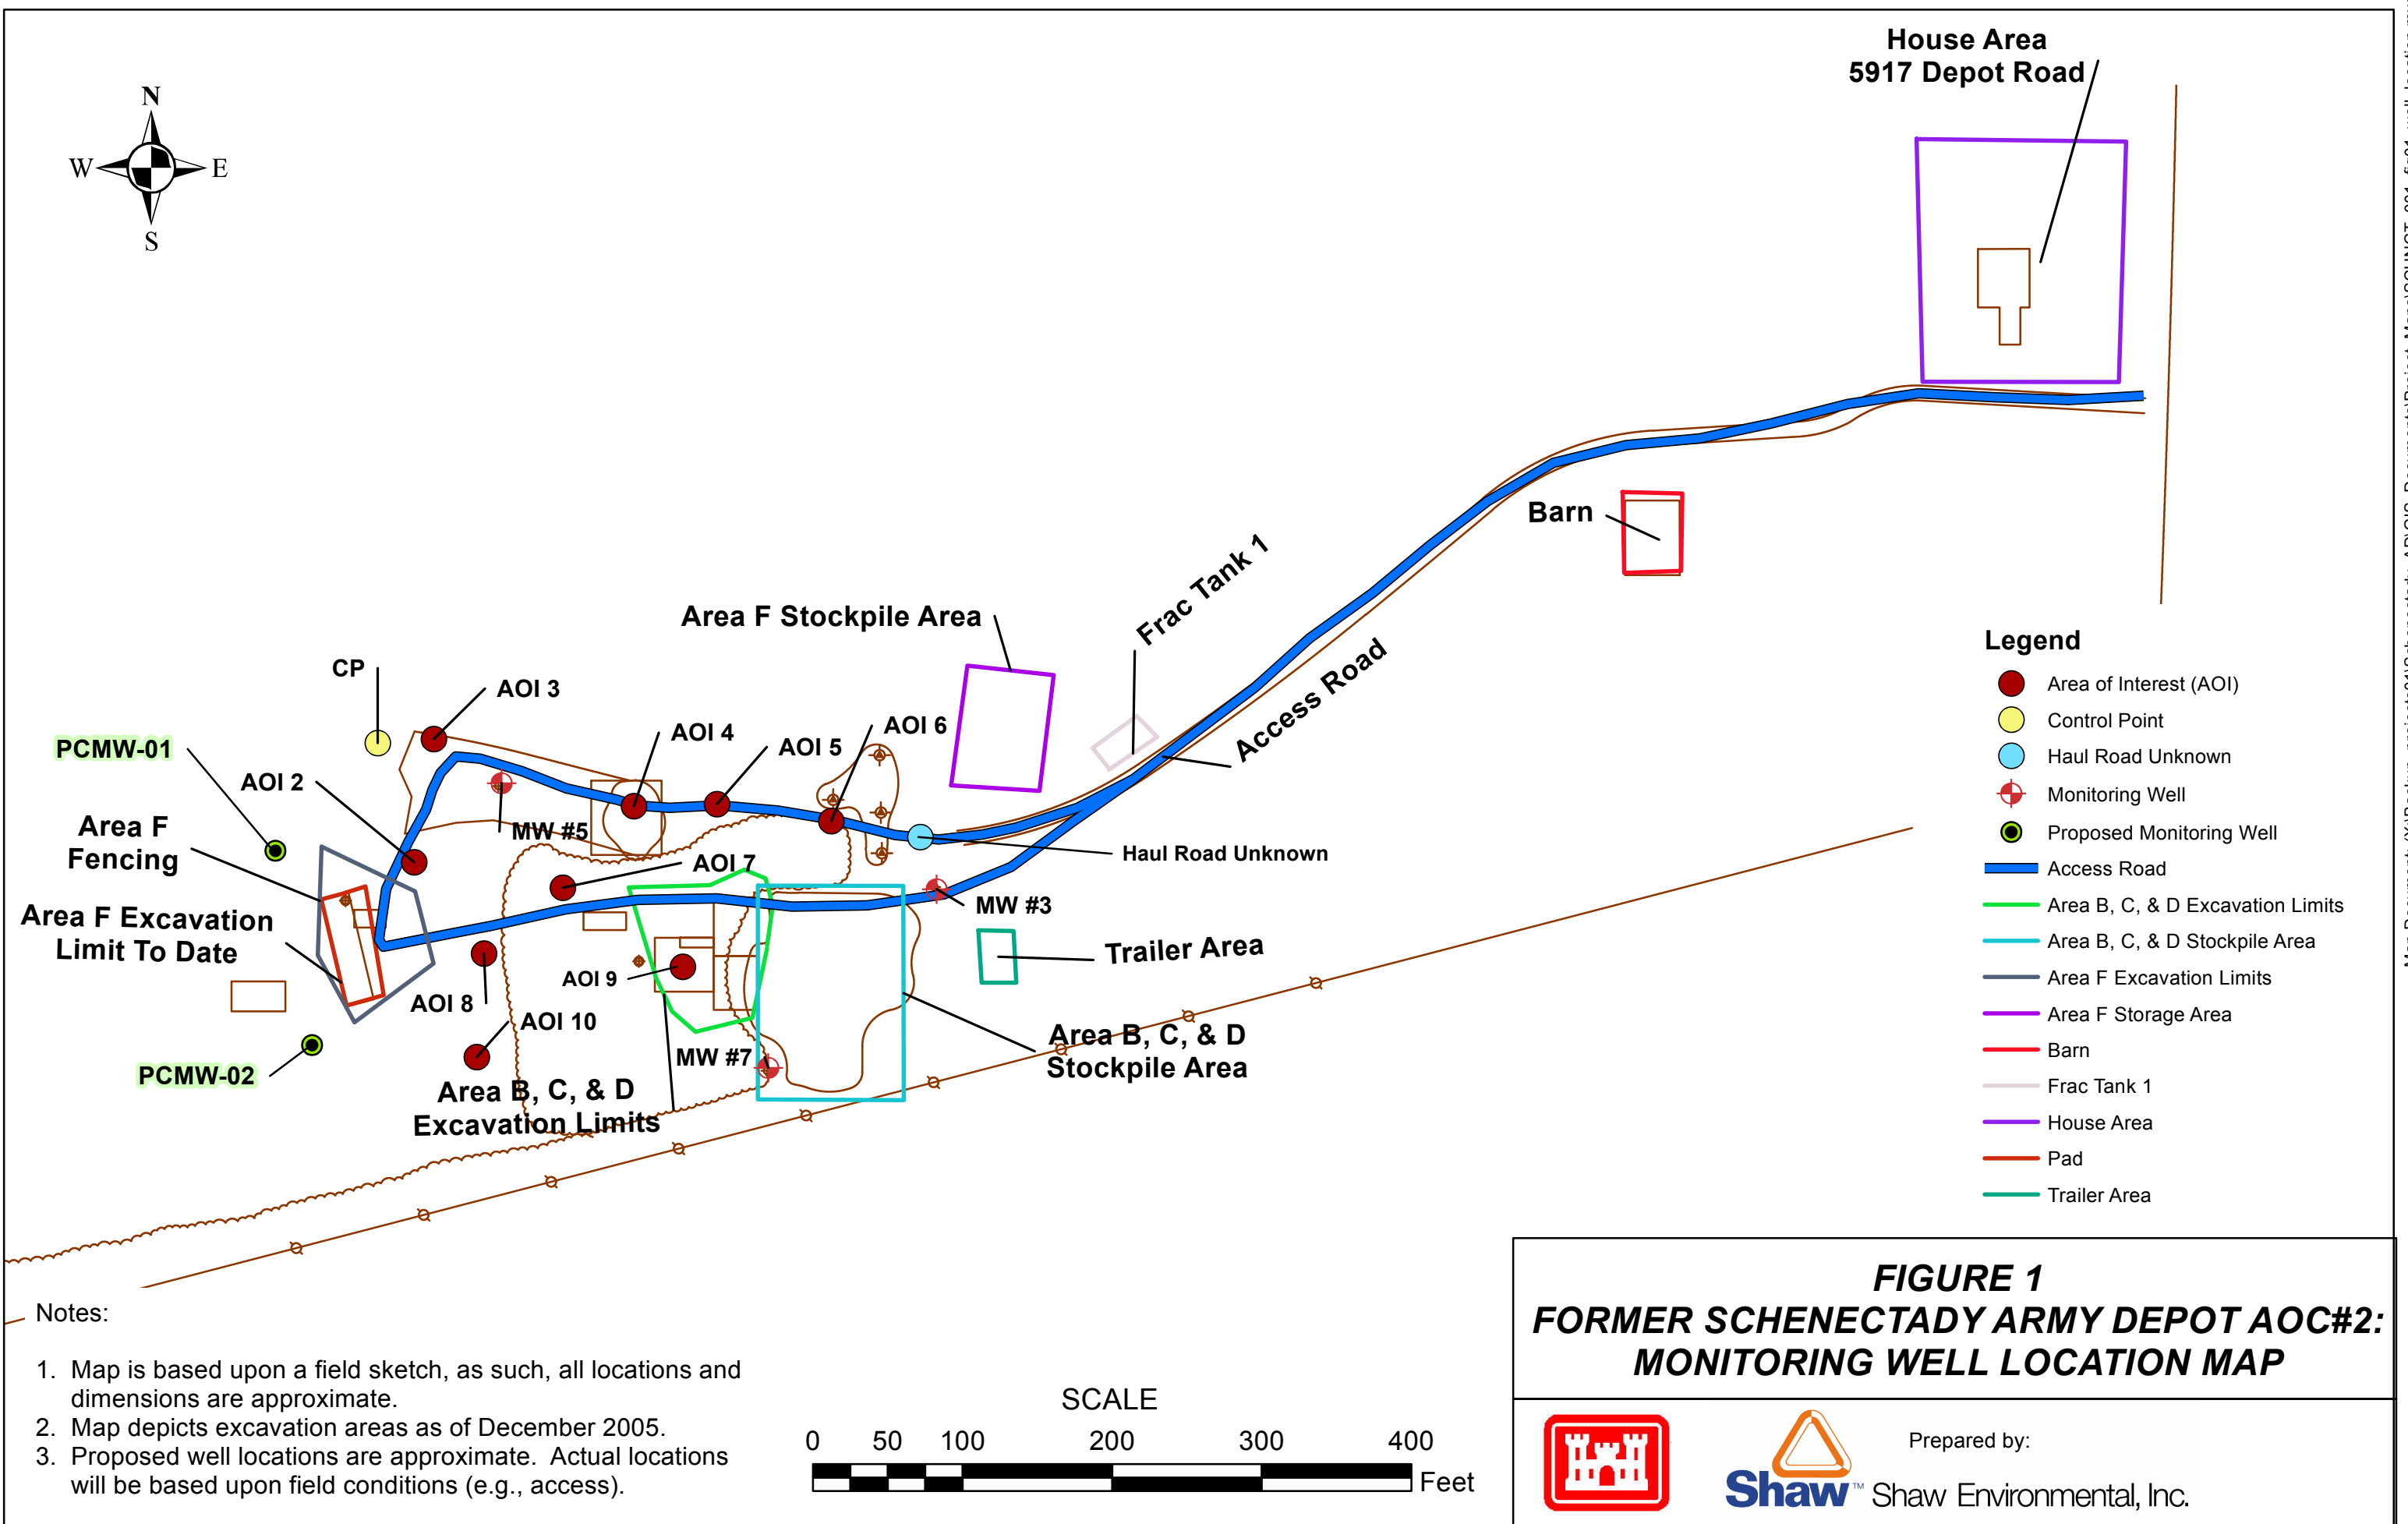 House Area
5917 Depot Road
N
W
E
S
Barn
Frac Tank 1
Area F Stockpile Area
Access Road
CP
AOI 3
AOI 4
AOI 5
AOI 6
PCMW-01
AOI 2
MW #5
Area F
Fencing
AOI 7
Haul Road Unknown
MW #3
Area F Excavation
Limit To Date
Trailer Area
AOI 9
AOI 8
AOI 10
MW #7
Area B, C, & D
Stockpile Area
PCMW-02
Area B, C, & D
Excavation Limits
Legend
Area of Interest (AOI)
Control Point
Haul Road Unknown
Monitoring Well
Proposed Monitoring Well
Access Road
Area B, C, & D Excavation Limits
Area B, C, & D Stockpile Area
Area F Excavation Limits
Area F Storage Area
Barn
Frac Tank 1
House Area
Pad
Trailer Area
Notes:
1. Map is based upon a field sketch, as such, all locations and
dimensions are approximate.
2. Map depicts excavation areas as of December 2005.
3. Proposed well locations are approximate. Actual locations
will be based upon field conditions (e.g., access).
SCALE
0 50 100 200 300 400
Feet
FIGURE 1
FORMER SCHENECTADY ARMY DEPOT AOC#2:
MONITORING WELL LOCATION MAP
Prepared by:
Shaw™ Shaw Environmental, Inc.